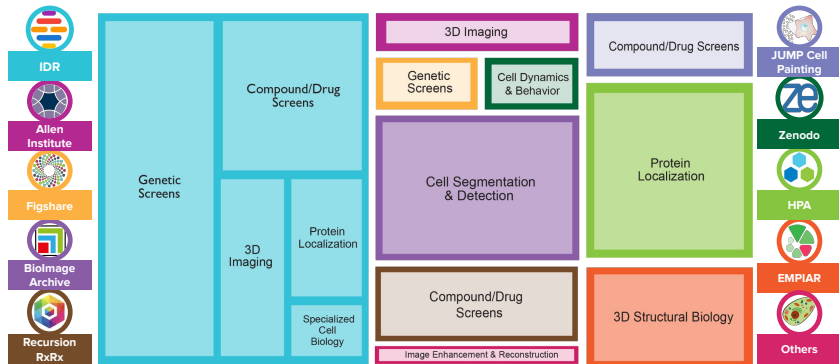 IDR
Allen
Institute
Figshare
BioImage
Archive
Recursion
RxRx
Genetic
Screens
Compound/Drug
Screens
3D
Imaging
Protein
Localization
Specialized
Cell
Biology
3D Imaging
Genetic
Screens
Cell Dynamics
& Behavior
Cell Segmentation
& Detection
Compound/Drug
Screens
Image Enhancement & Reconstruction
Compound/Drug Screens
Protein
Localization
3D Structural Biology
JUMP Cell
Painting
ze
Zenodo
HPA
EMPIAR
Others